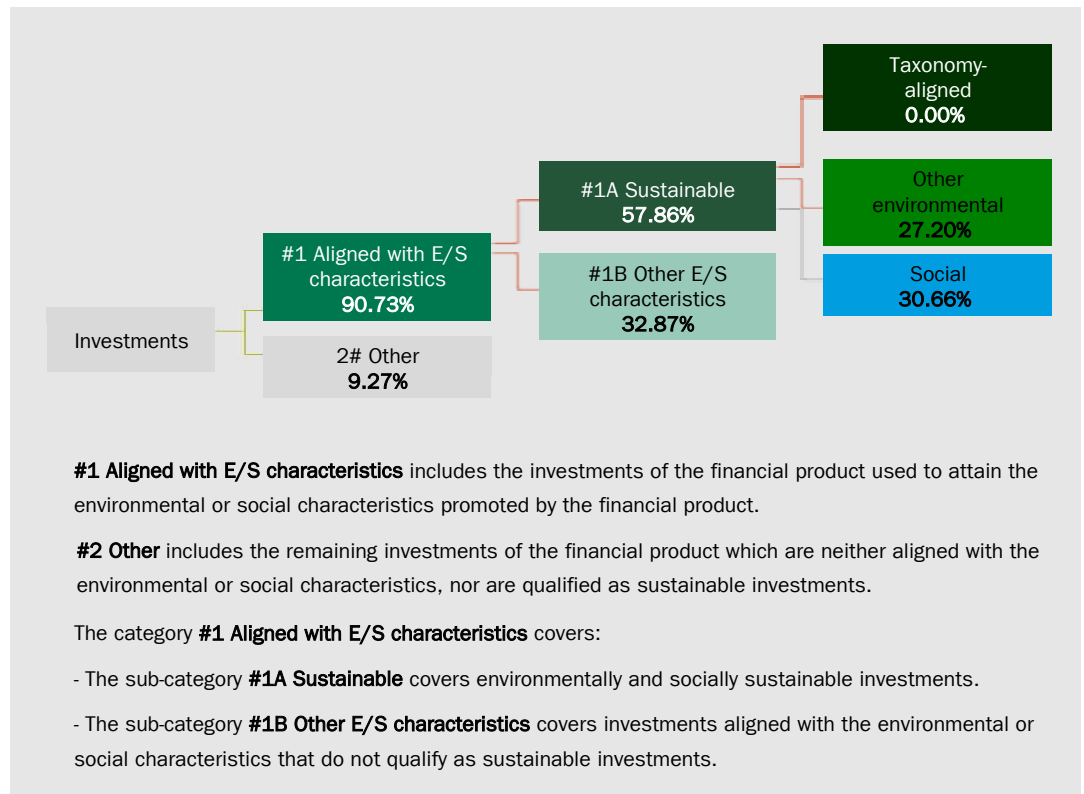 Taxonomy-
aligned
0.00%
#1A Sustainable
57.86%
Other
environmental
27.20%
#1 Aligned with E/S
characteristics
90.73%
#1B Other E/S
characteristics
32.87%
Social
30.66%
Investments
2# Other
9.27%
#1 Aligned with E/S characteristics includes the investments of the financial product used to attain the
environmental or social characteristics promoted by the financial product.
#2 Other includes the remaining investments of the financial product which are neither aligned with the
environmental or social characteristics, nor are qualified as sustainable investments.
The category #1 Aligned with E/S characteristics covers:
- The sub-category #1A Sustainable covers environmentally and socially sustainable investments.
- The sub-category #1B Other E/S characteristics covers investments aligned with the environmental or
social characteristics that do not qualify as sustainable investments.